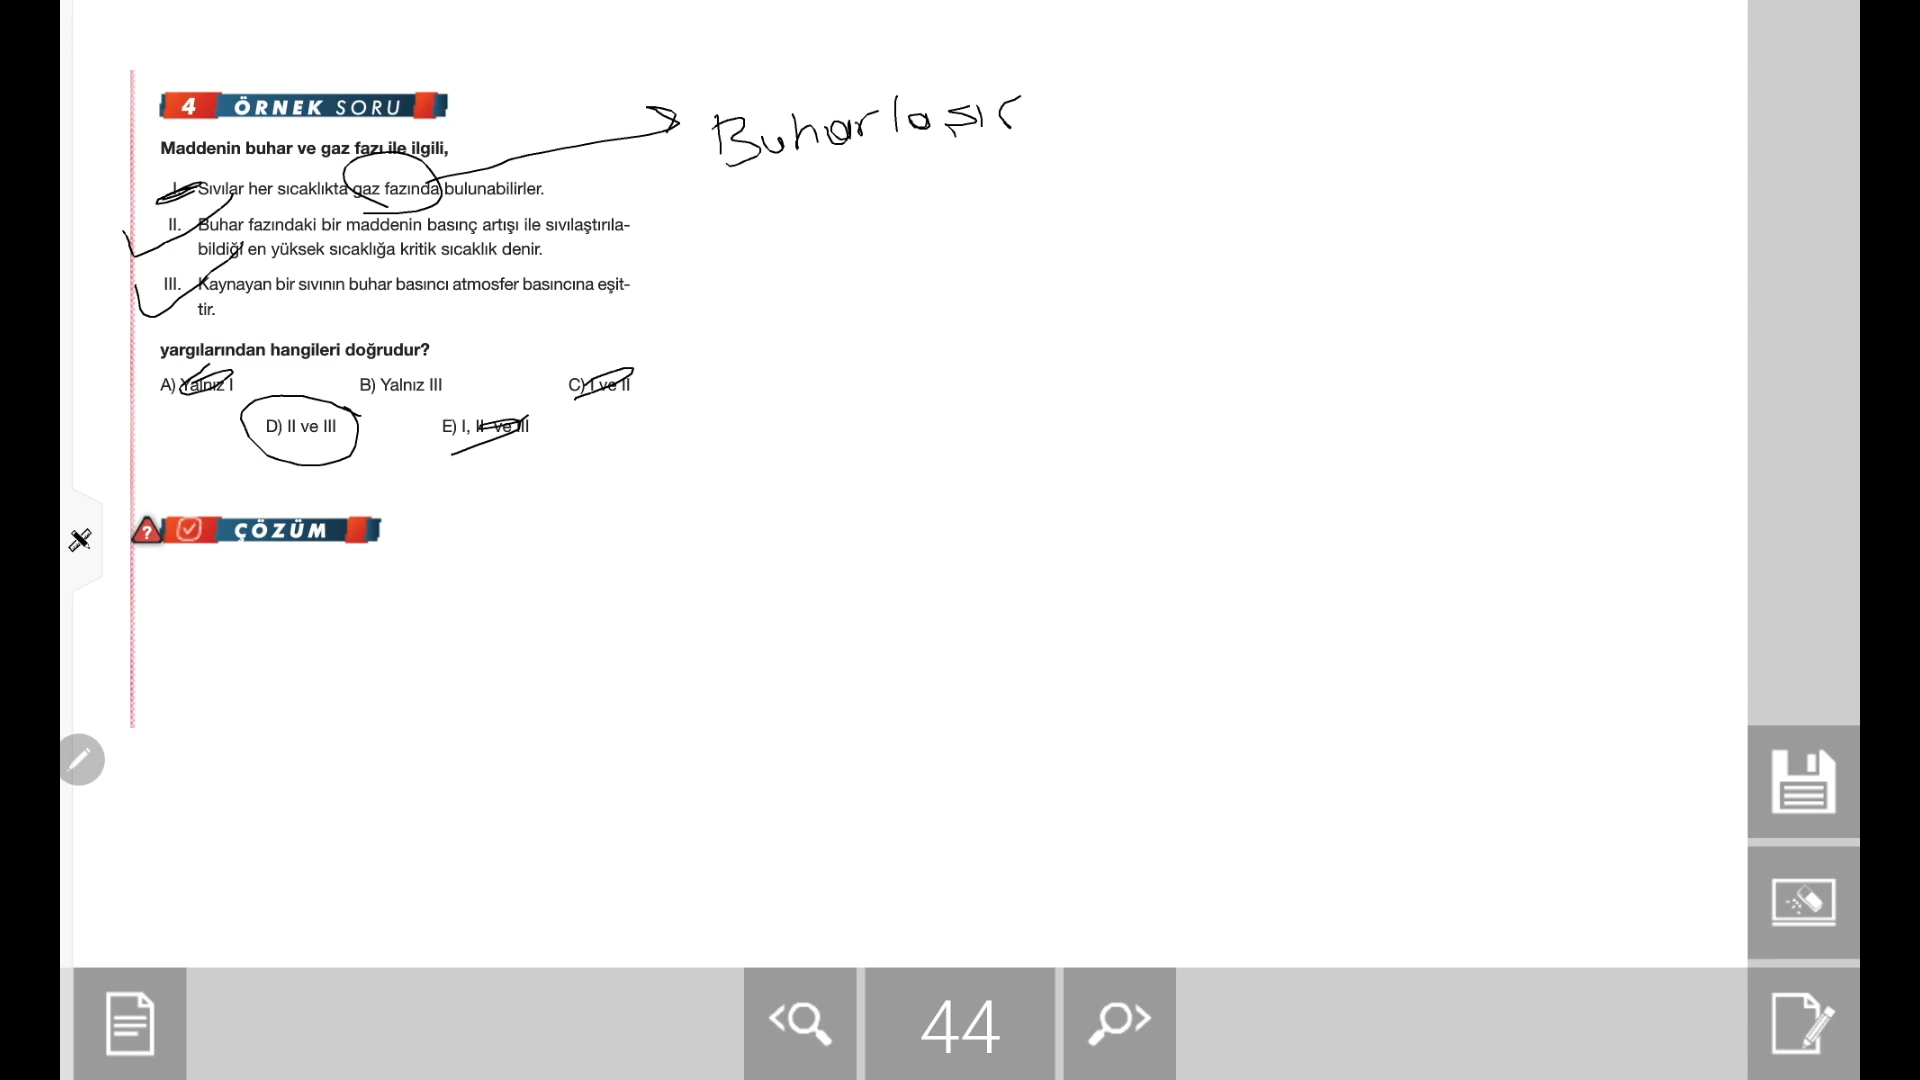 4 ÖRNEK SORU
Buharlaşır
Maddenin buhar ve gaz fazı ile ilgili,
I. Sıvılar her sıcaklıkta gaz fazında bulunabilirler.
II. Buhar fazındaki bir maddenin basınç artışı ile sıvılaştırıla-
bildiği en yüksek sıcaklığa kritik sıcaklık denir.
III. Kaynayan bir sıvının buhar basıncı atmosfer basıncına eşit-
tir.
yargılarından hangileri doğrudur?
A) Yalnız I B) Yalnız III C) I ve II
D) II ve III E) I, II ve III
? ÇÖZÜM
44